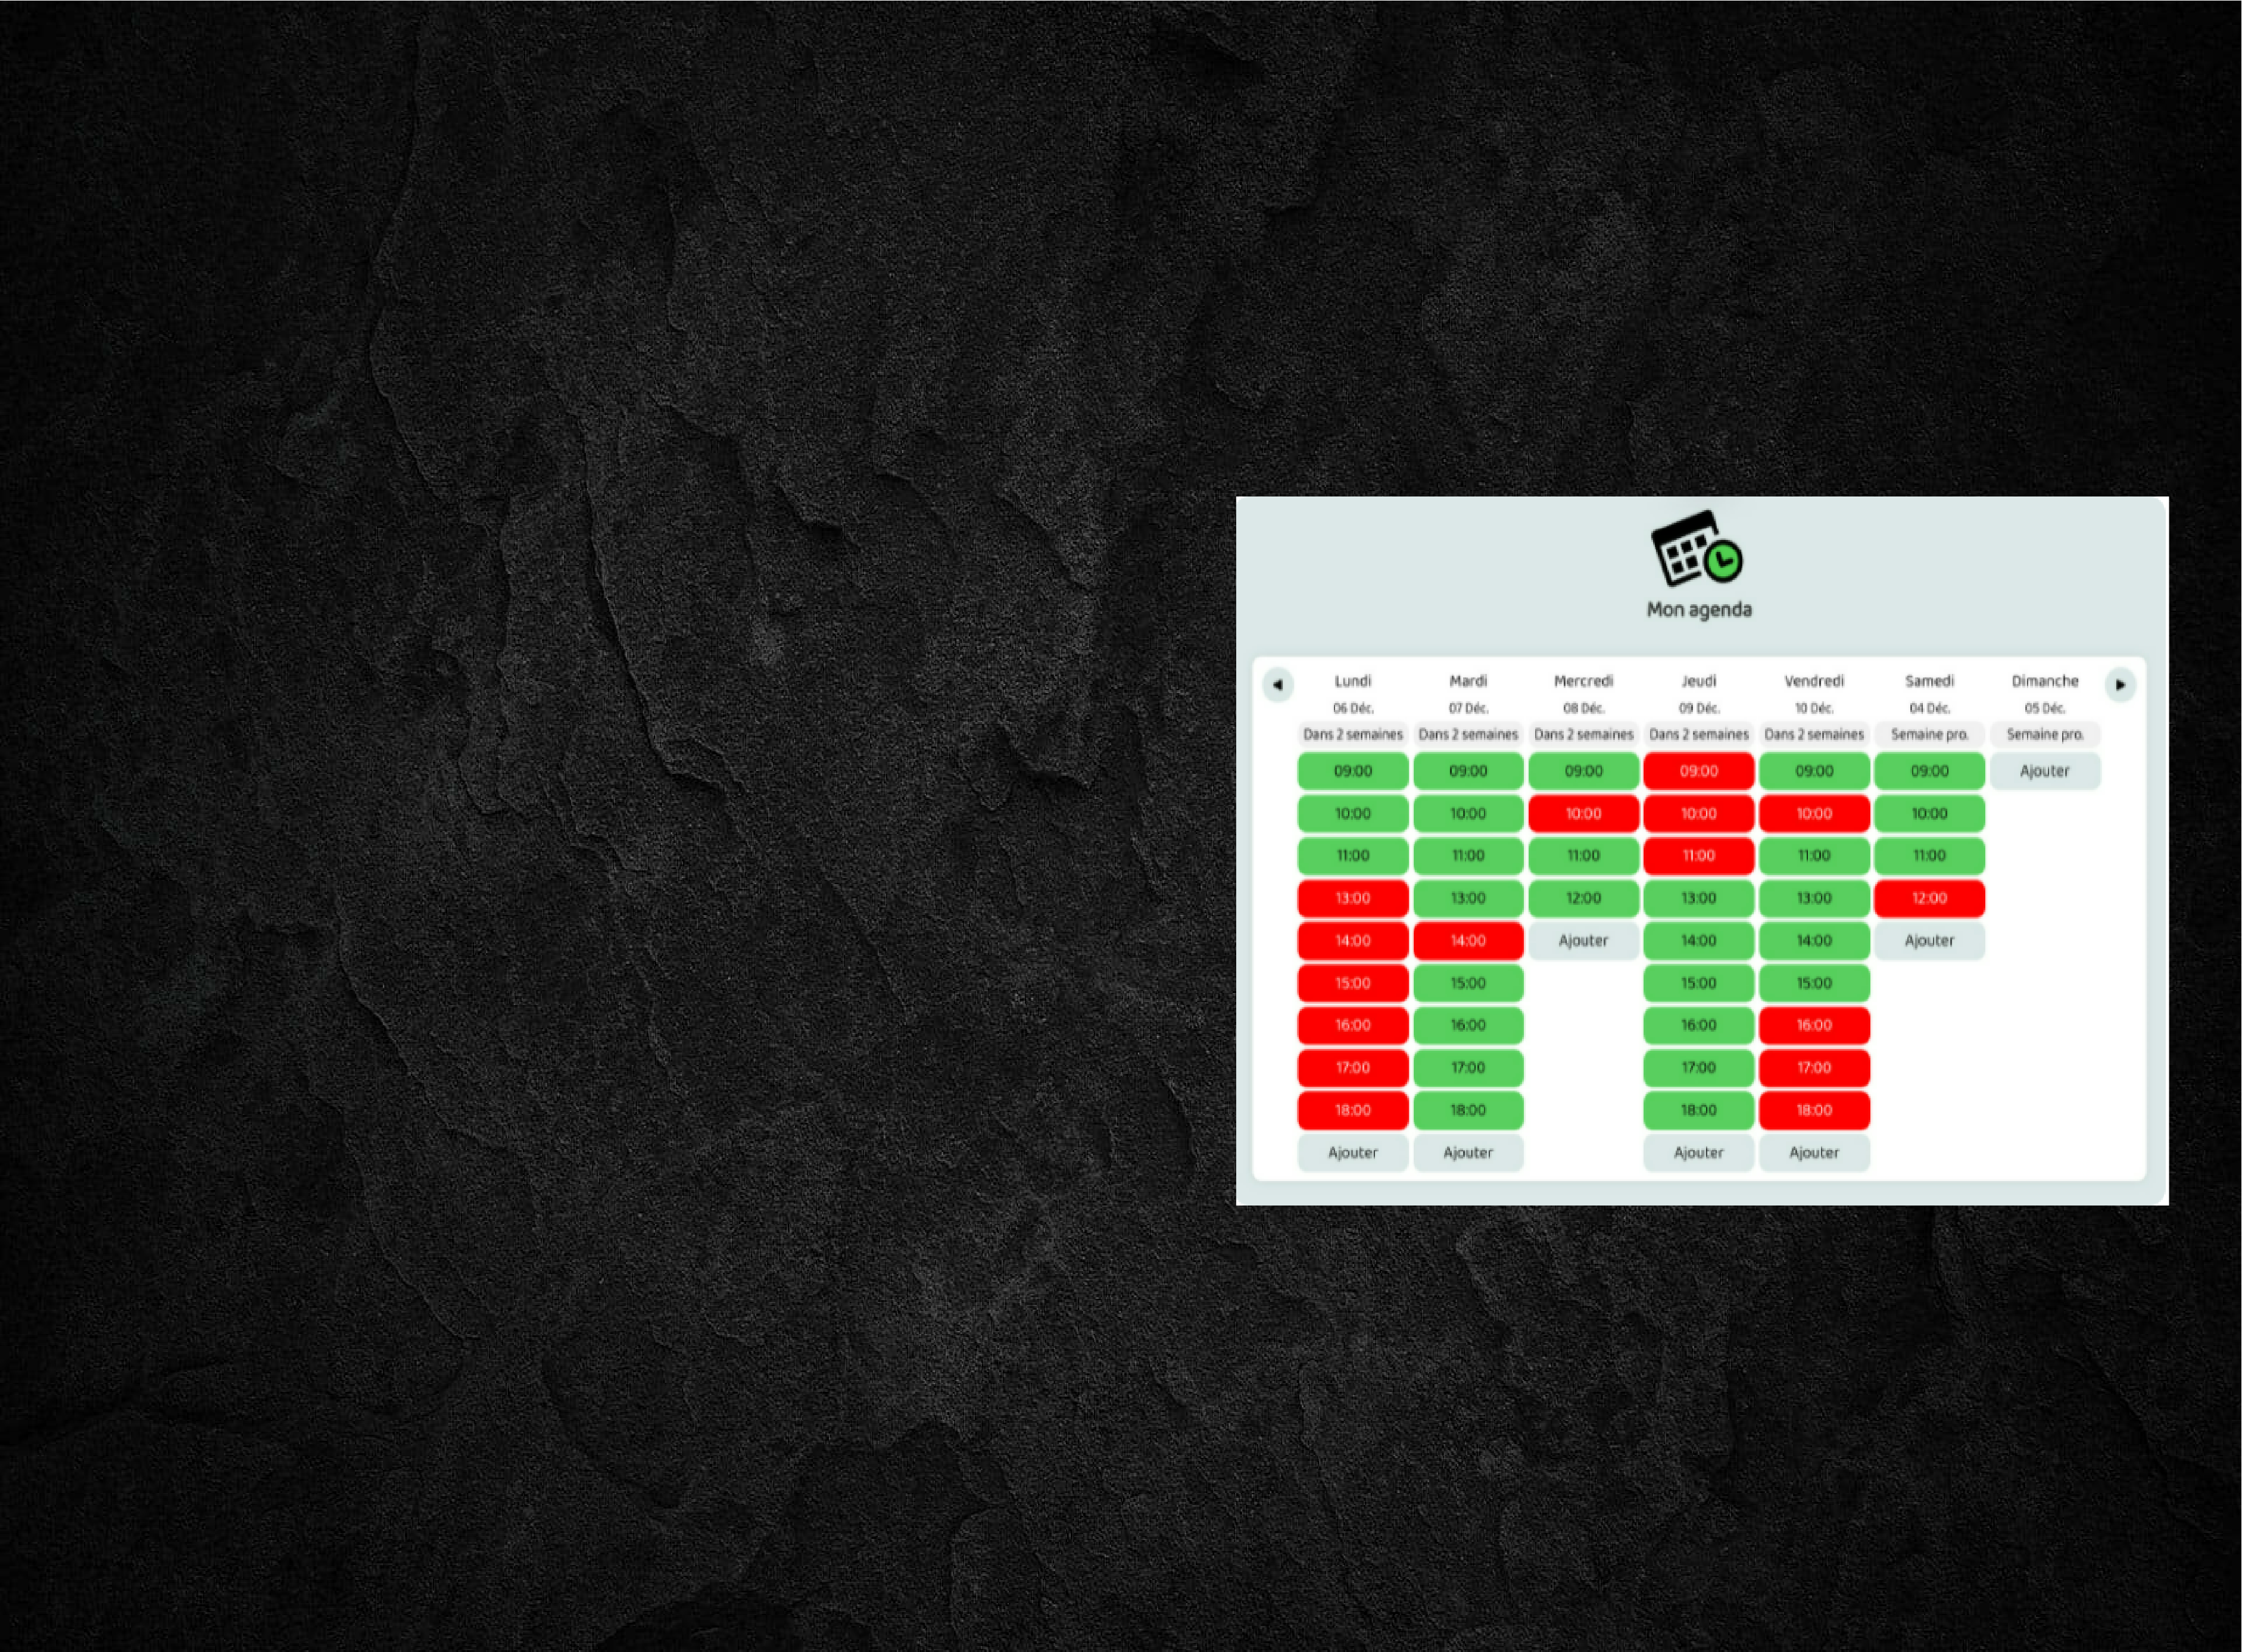 Mon agenda
Lundi Mardi Mercredi Jeudi Vendredi Samedi Dimanche
06 Déc. 07 Déc. 08 Déc. 09 Déc. 10 Déc. 04 Déc. 05 Déc.
Dans 2 semaines Dans 2 semaines Dans 2 semaines Dans 2 semaines Dans 2 semaines Semaine pro. Semaine pro.
09:00 09:00 09:00 09:00 09:00 09:00 Ajouter
10:00 10:00 10:00 10:00 10:00 10:00
11:00 11:00 11:00 11:00 11:00 11:00
13:00 13:00 12:00 13:00 13:00 12:00
14:00 14:00 Ajouter 14:00 14:00 Ajouter
15:00 15:00 15:00 15:00
16:00 16:00 16:00 16:00
17:00 17:00 17:00 17:00
18:00 18:00 18:00 18:00
Ajouter Ajouter Ajouter Ajouter